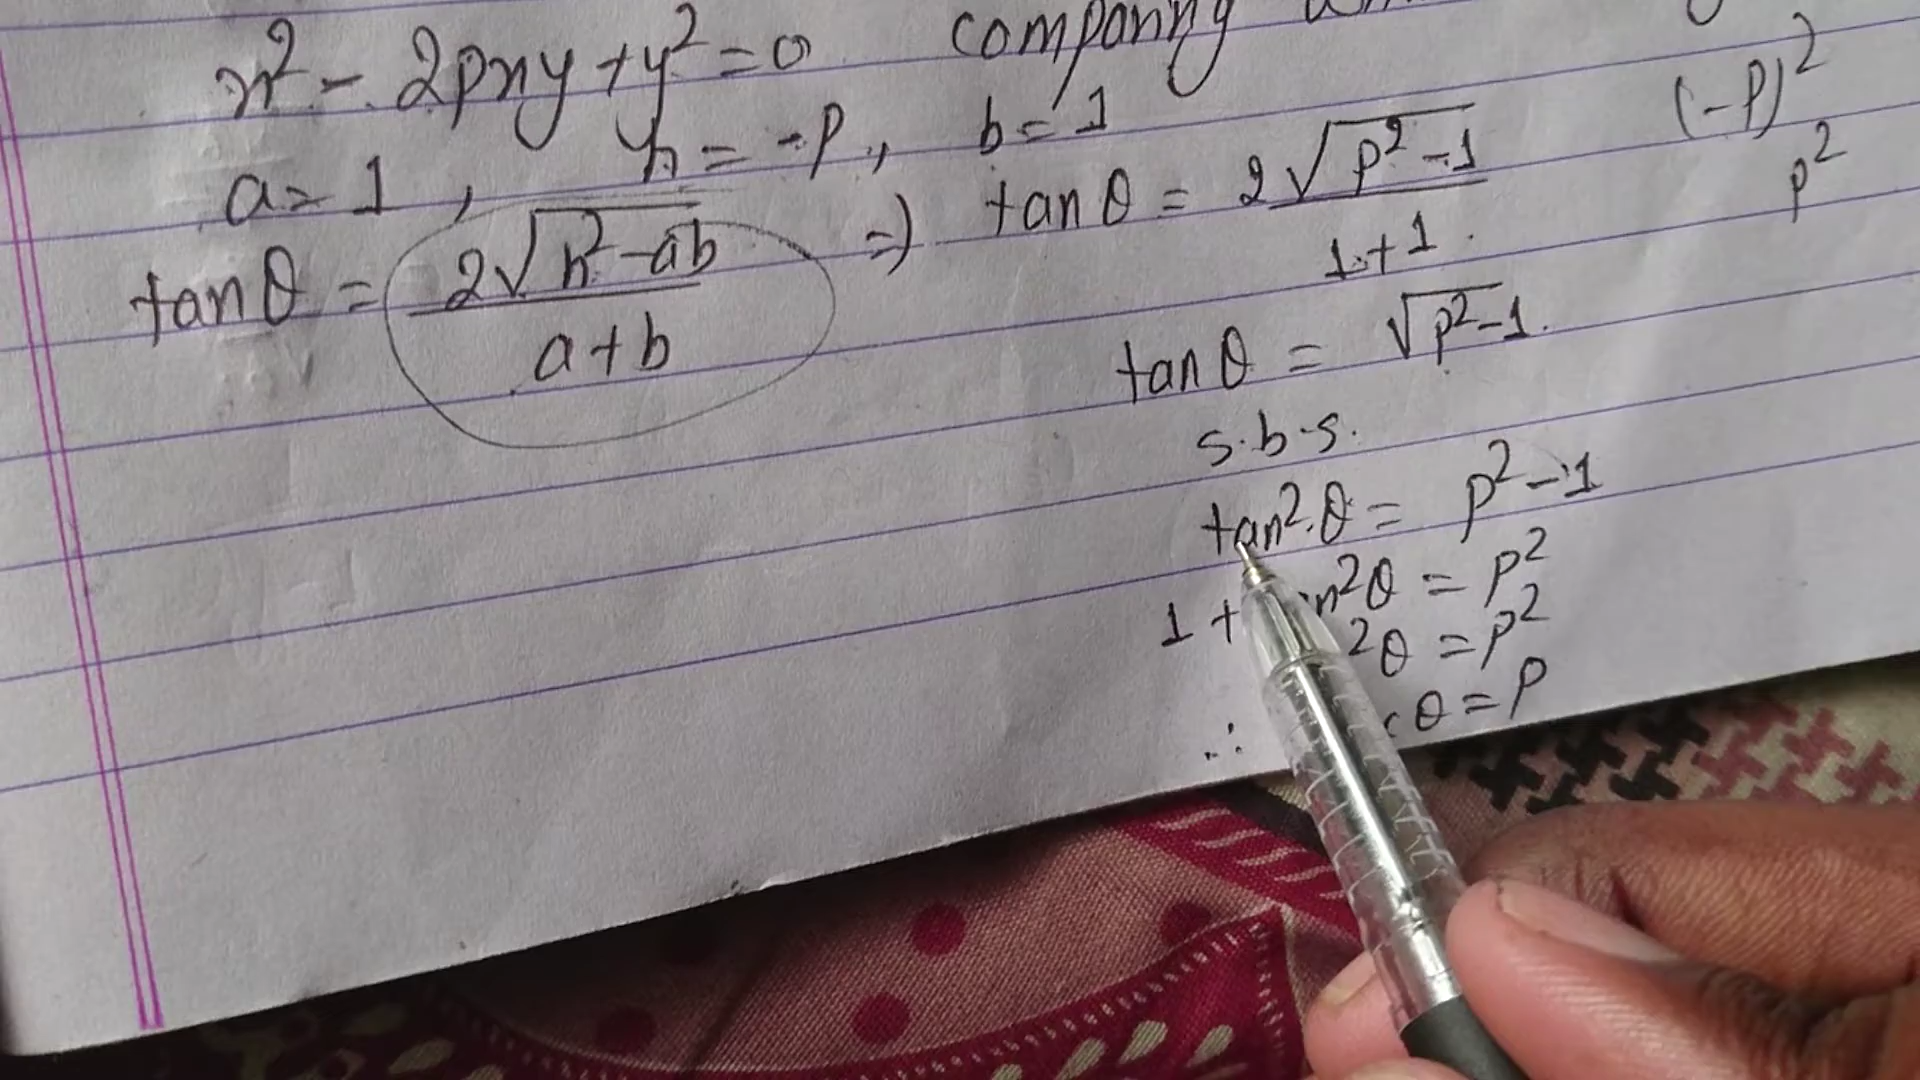 x² - 2pxy + y² = 0 comparing
a = 1, h = -p, b = 1
(-p)²
p²
tan θ = 2√(h² - ab) / (a + b) ⇒ tan θ = 2√(p² - 1) / (1 + 1)
tan θ = √(p² - 1).
s.b.s.
tan² θ = p² - 1
1 + θ = p²
²θ = p²
∴ θ = p